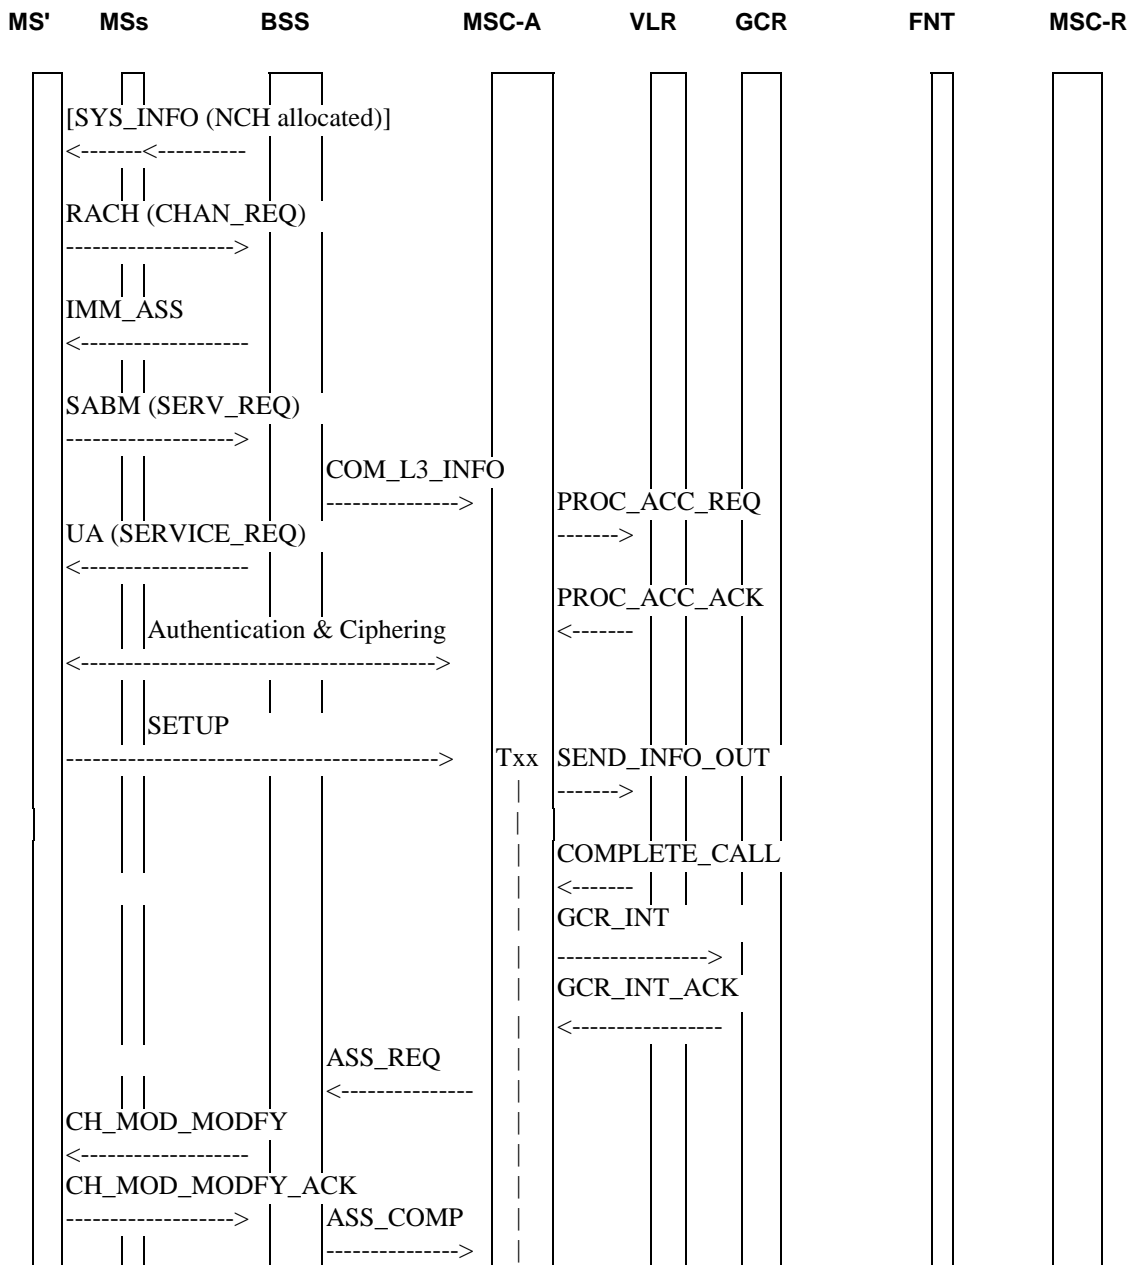 MS' MSs BSS MSC-A VLR GCR FNT MSC-R
[SYS_INFO (NCH allocated)]
<-------<----------
RACH (CHAN_REQ)
------------------->
IMM_ASS
<-------------------
SABM (SERV_REQ)
------------------->
COM_L3_INFO
---------------> PROC_ACC_REQ
UA (SERVICE_REQ) ------->
<-------------------
PROC_ACC_ACK
Authentication & Ciphering <-------
<---------------------------------------->
SETUP
------------------------------------------> Txx SEND_INFO_OUT
| ------->
|
| COMPLETE_CALL
| <-------
| GCR_INT
| ----------------->
| GCR_INT_ACK
| <-----------------
ASS_REQ |
<--------------- |
CH_MOD_MODFY |
<------------------- |
CH_MOD_MODFY_ACK |
-------------------> ASS_COMP |
---------------> |